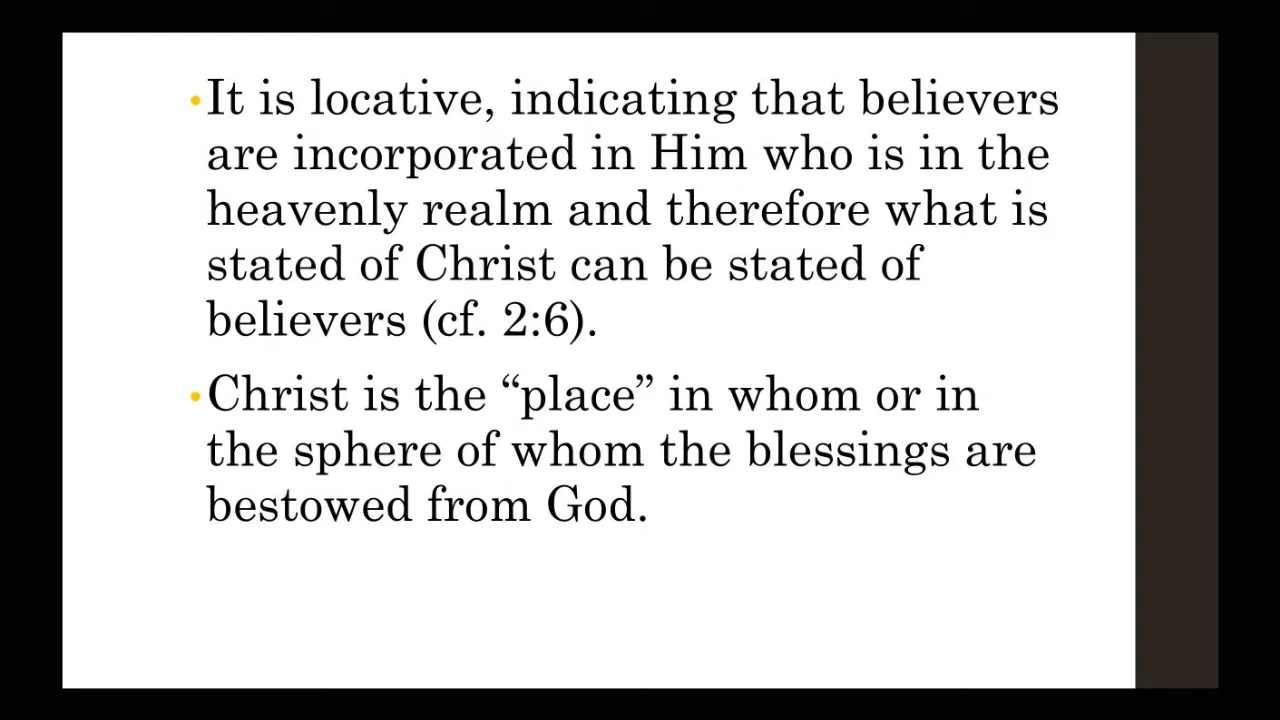 •It is locative, indicating that believers
are incorporated in Him who is in the
heavenly realm and therefore what is
stated of Christ can be stated of
believers (cf. 2:6).
•Christ is the “place” in whom or in
the sphere of whom the blessings are
bestowed from God.